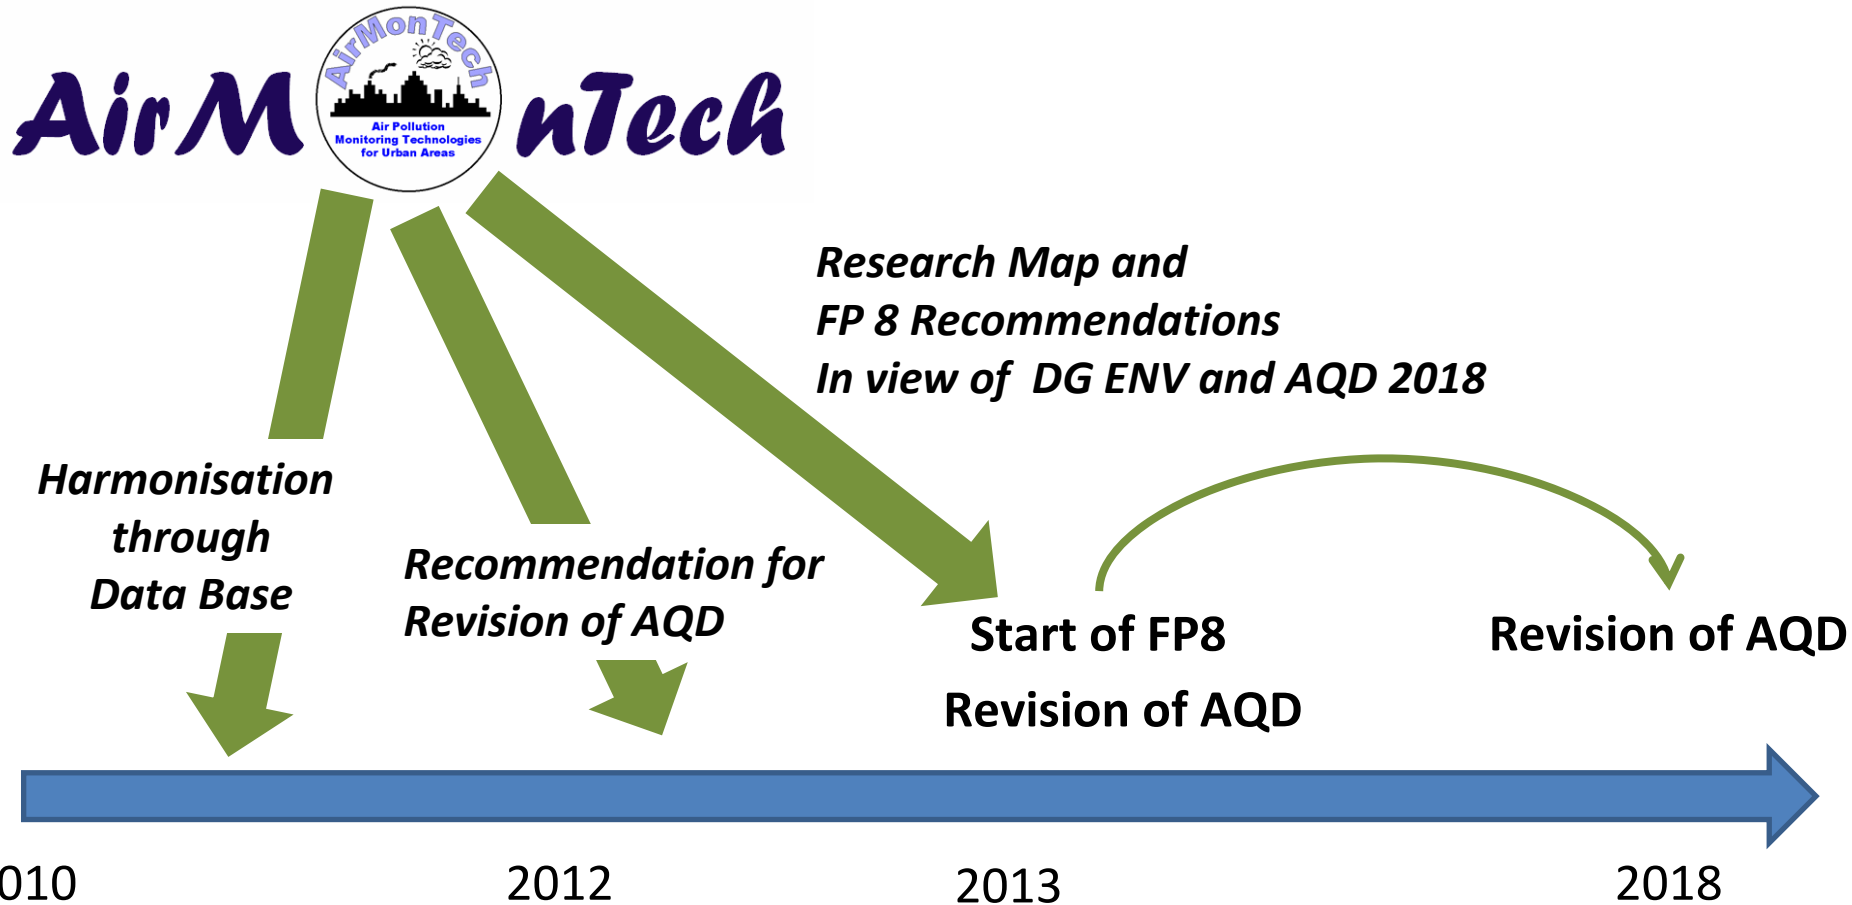 AirM nTech
AirMonTech
Air Pollution
Monitoring Technologies
for Urban Areas
Research Map and
FP 8 Recommendations
In view of DG ENV and AQD 2018
Harmonisation
through
Data Base
Recommendation for
Revision of AQD
Start of FP8
Revision of AQD
Revision of AQD
010 2012 2013 2018